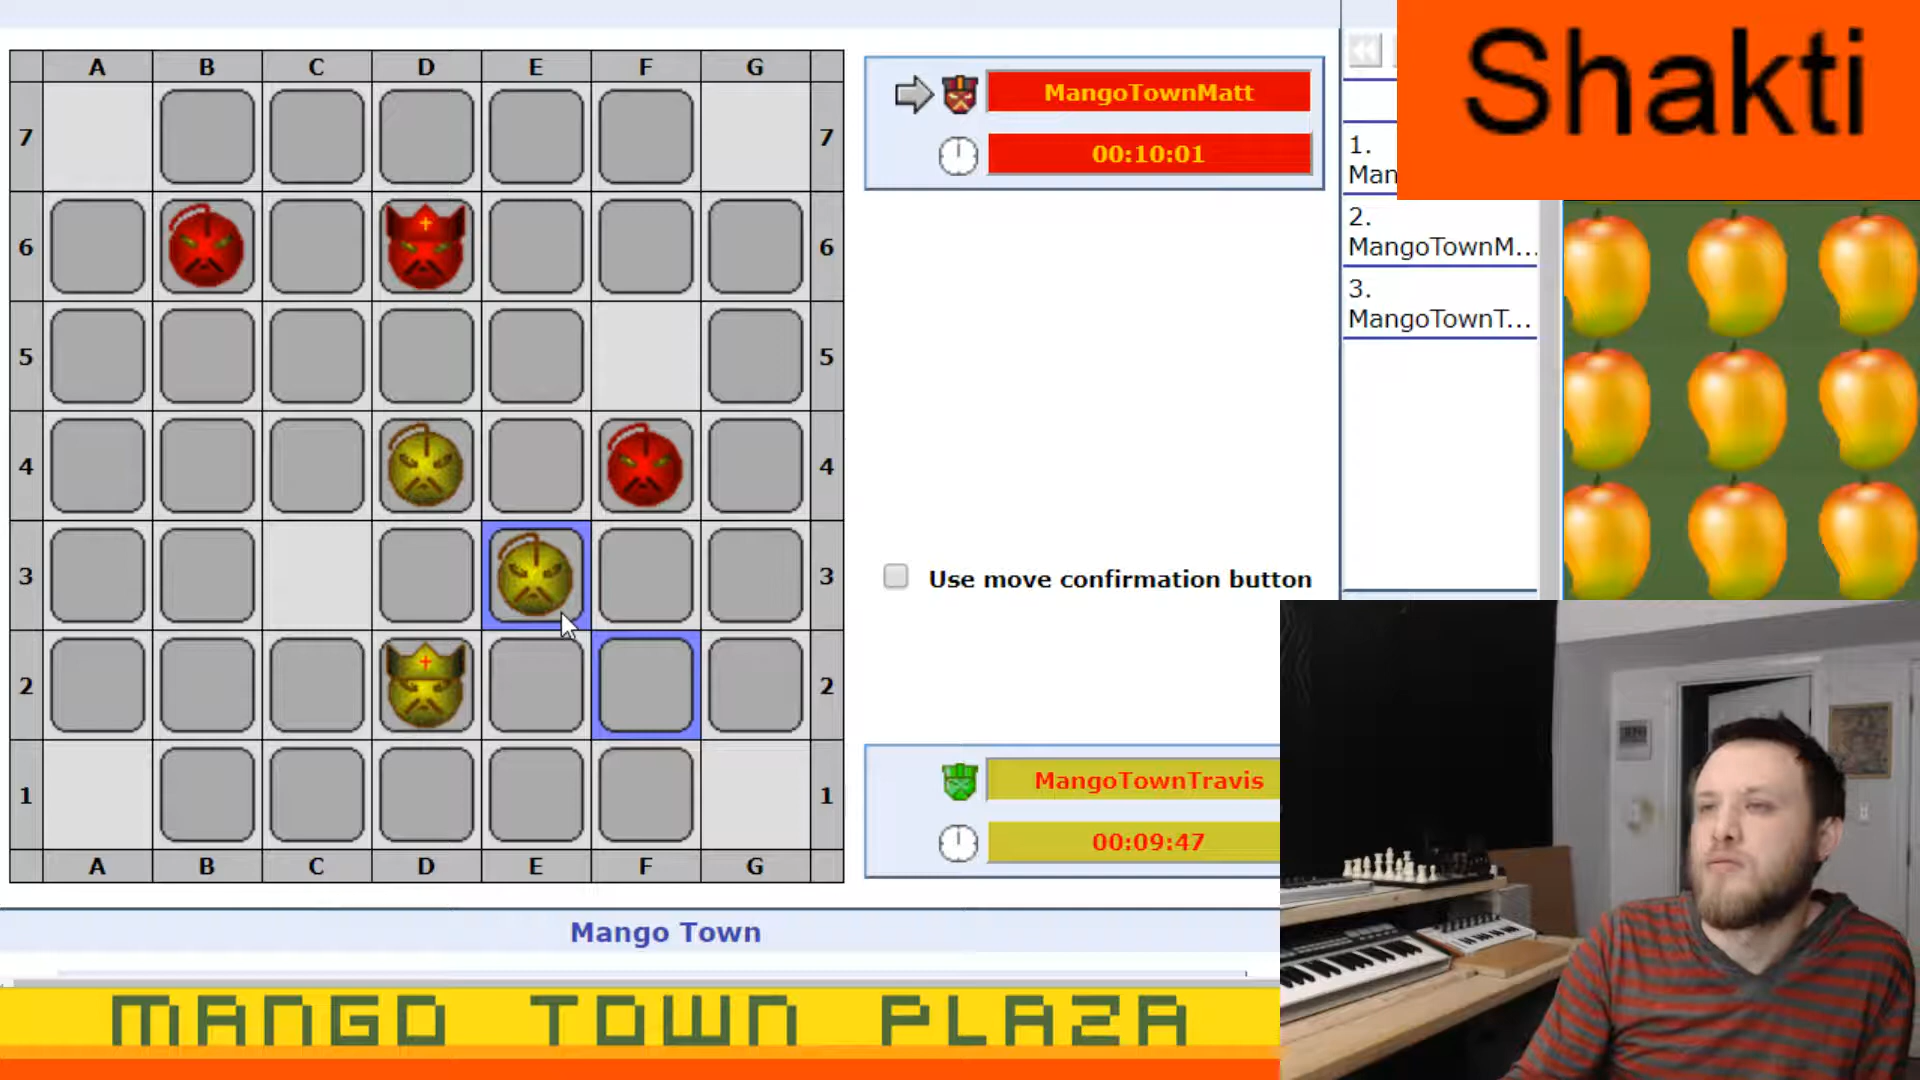 Shakti
A B C D E F G
7 7
6 6
5 5
4 4
3 3
2 2
1 1
A B C D E F G
MangoTownMatt
00:10:01
Use move confirmation button
MangoTownTravis
00:09:47
1.
Man
2.
MangoTownM...
3.
MangoTownT...
Mango Town
MANGO TOWN PLAZA